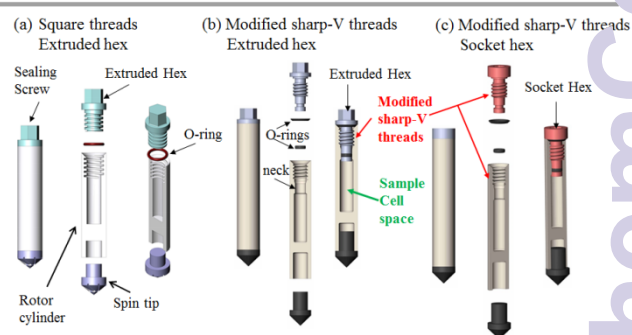 (a) Square threads
Extruded hex
(b) Modified sharp-V threads
Extruded hex
(c) Modified sharp-V threads
Socket hex
Sealing
Screw
Extruded Hex
O-ring
Rotor
cylinder
Spin tip
Extruded Hex
O-rings
neck
Modified
sharp-V
threads
Sample
Cell
space
Socket Hex